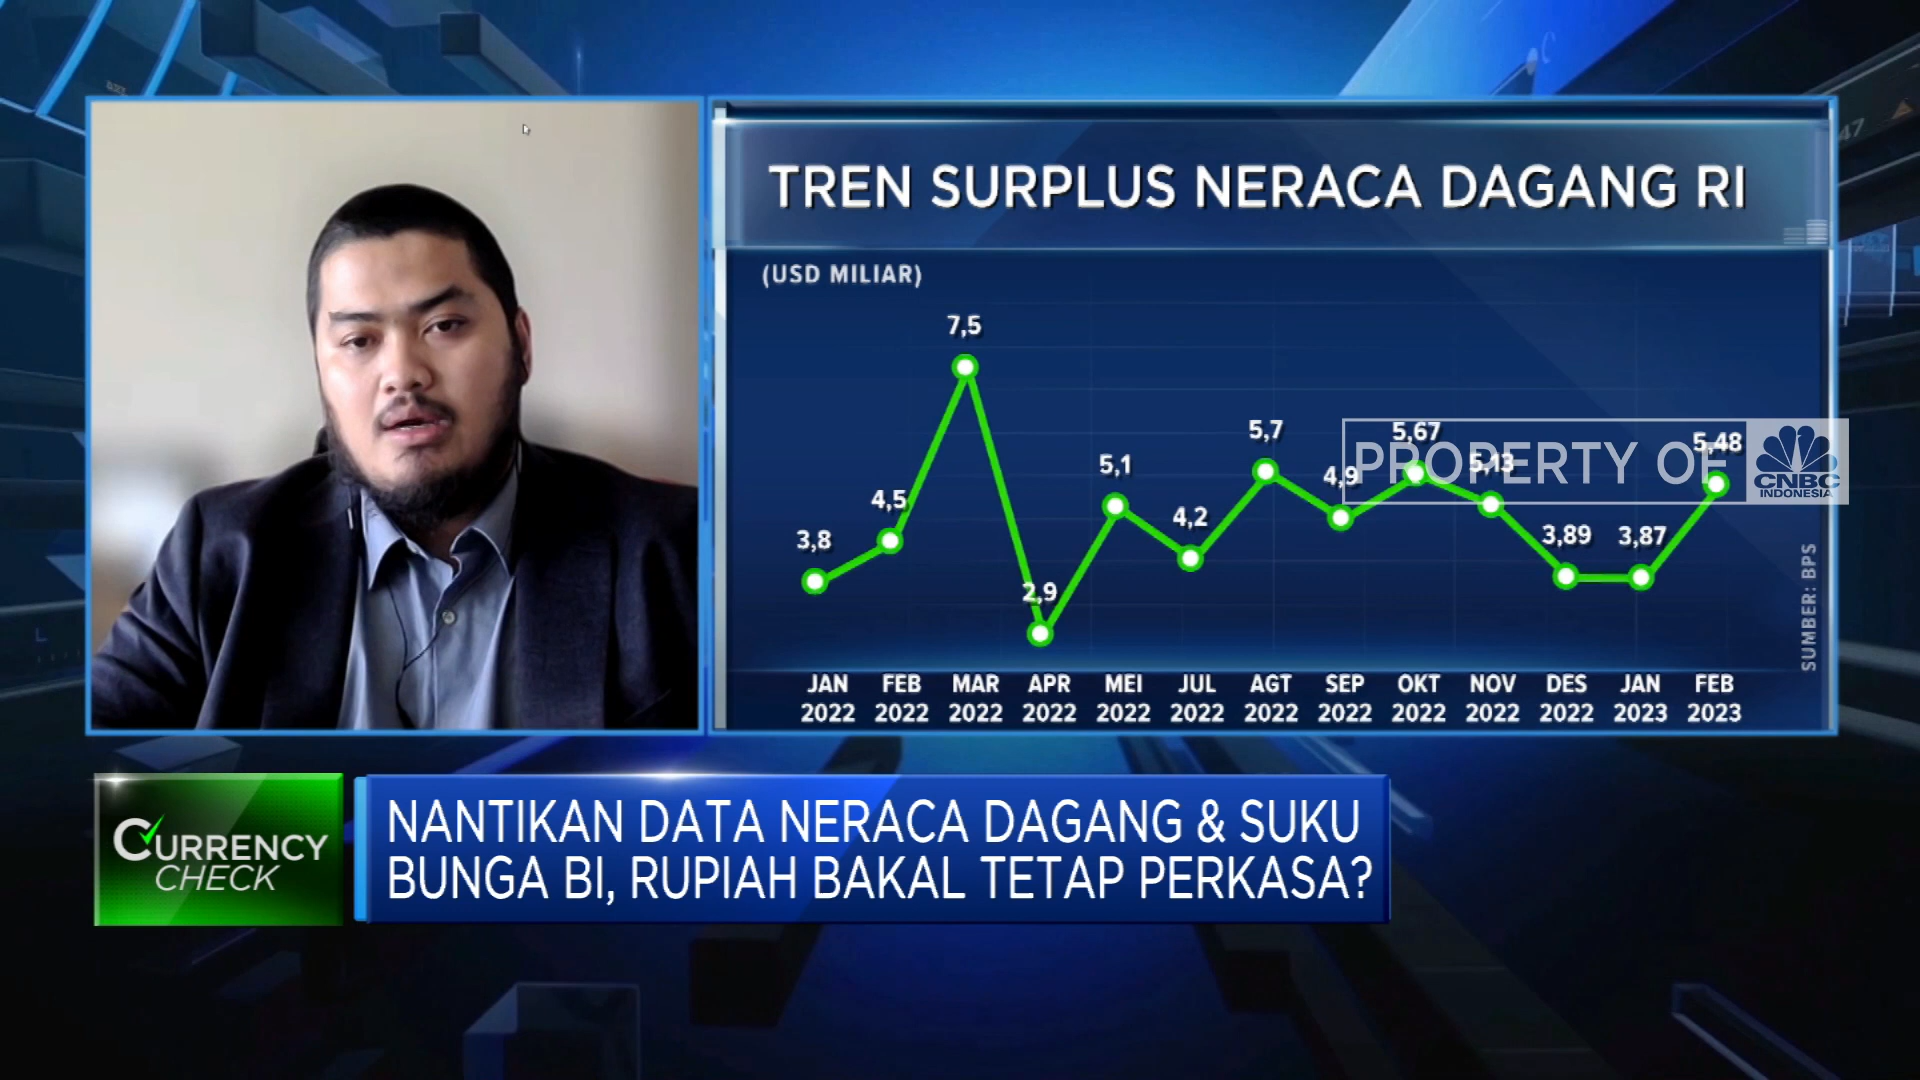 TREN SURPLUS NERACA DAGANG RI
(USD MILIAR)
3,8
4,5
7,5
2,9
5,1
4,2
5,7
4,9
5,67
5,13
3,89
3,87
5,48
PROPERTY OF
CNBC
INDONESIA
SUMBER: BPS
JAN FEB MAR APR MEI JUL AGT SEP OKT NOV DES JAN FEB
2022 2022 2022 2022 2022 2022 2022 2022 2022 2022 2022 2023 2023
CURRENCY
CHECK
NANTIKAN DATA NERACA DAGANG & SUKU
BUNGA BI, RUPIAH BAKAL TETAP PERKASA?